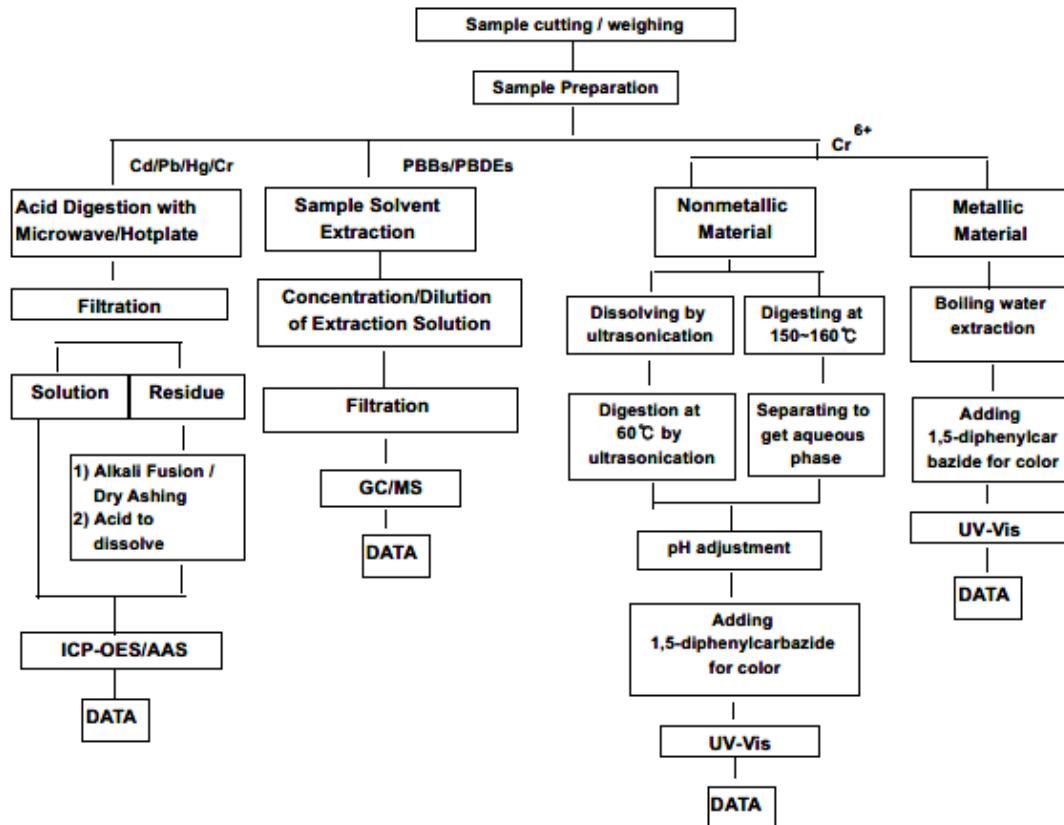 Sample cutting / weighing
Sample Preparation
Cd/Pb/Hg/Cr
PBBs/PBDEs
Cr6+
Acid Digestion with
Microwave/Hotplate
Sample Solvent
Extraction
Nonmetallic
Material
Metallic
Material
Filtration
Concentration/Dilution
of Extraction Solution
Dissolving by
ultrasonication
Digesting at
150~160℃
Boiling water
extraction
Solution
Residue
Filtration
Digestion at
60℃ by
ultrasonication
Separating to
get aqueous
phase
Adding
1,5-diphenylcar
bazide for color
1) Alkali Fusion /
Dry Ashing
2) Acid to
dissolve
GC/MS
UV-Vis
DATA
pH adjustment
DATA
ICP-OES/AAS
Adding
1,5-diphenylcarbazide
for color
DATA
UV-Vis
DATA